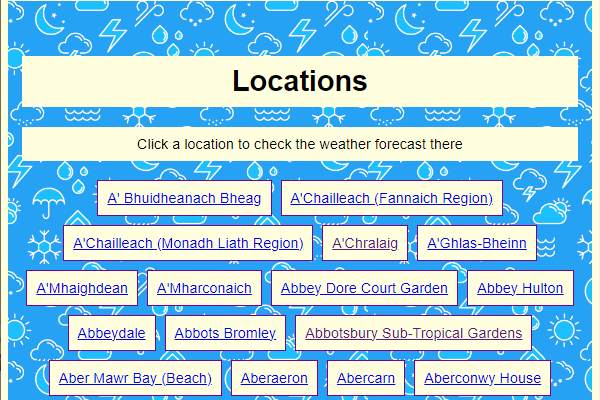 Locations
Click a location to check the weather forecast there
A' Bhuidheanach Bheag A'Chailleach (Fannaich Region)
A'Chailleach (Monadh Liath Region) A'Chralaig A'Ghlas-Bheinn
A'Mhaighdean A'Mharconaich Abbey Dore Court Garden Abbey Hulton
Abbeydale Abbots Bromley Abbotsbury Sub-Tropical Gardens
Aber Mawr Bay (Beach) Aberaeron Abercarn Aberconwy House